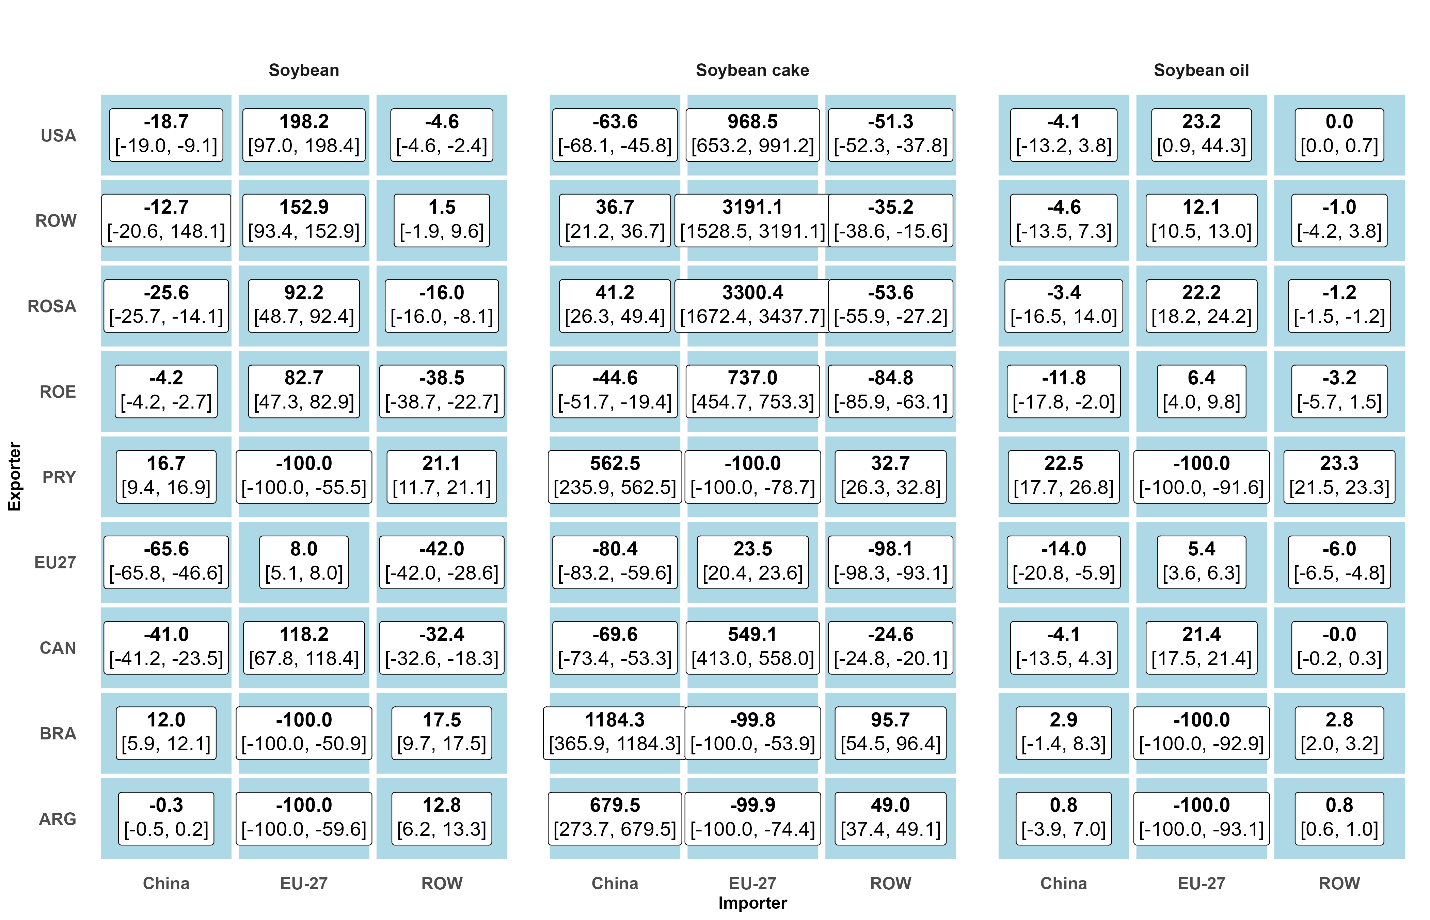 Soybean Soybean cake Soybean oil
USA -18.7 198.2 -4.6 -63.6 968.5 -51.3 -4.1 23.2 0.0
[-19.0, -9.1] [97.0, 198.4] [-4.6, -2.4] [-68.1, -45.8] [653.2, 991.2] [-52.3, -37.8] [-13.2, 3.8] [0.9, 44.3] [0.0, 0.7]
ROW -12.7 152.9 1.5 36.7 3191.1 -35.2 -4.6 12.1 -1.0
[-20.6, 148.1] [93.4, 152.9] [-1.9, 9.6] [21.2, 36.7] [1528.5, 3191.1] [-38.6, -15.6] [-13.5, 7.3] [10.5, 13.0] [-4.2, 3.8]
ROSA -25.6 92.2 -16.0 41.2 3300.4 -53.6 -3.4 22.2 -1.2
[-25.7, -14.1] [48.7, 92.4] [-16.0, -8.1] [26.3, 49.4] [1672.4, 3437.7] [-55.9, -27.2] [-16.5, 14.0] [18.2, 24.2] [-1.5, -1.2]
ROE -4.2 82.7 -38.5 -44.6 737.0 -84.8 -11.8 6.4 -3.2
[-4.2, -2.7] [47.3, 82.9] [-38.7, -22.7] [-51.7, -19.4] [454.7, 753.3] [-85.9, -63.1] [-17.8, -2.0] [4.0, 9.8] [-5.7, 1.5]
PRY 16.7 -100.0 21.1 562.5 -100.0 32.7 22.5 -100.0 23.3
[9.4, 16.9] [-100.0, -55.5] [11.7, 21.1] [235.9, 562.5] [-100.0, -78.7] [26.3, 32.8] [17.7, 26.8] [-100.0, -91.6] [21.5, 23.3]
EU27 -65.6 8.0 -42.0 -80.4 23.5 -98.1 -14.0 5.4 -6.0
[-65.8, -46.6] [5.1, 8.0] [-42.0, -28.6] [-83.2, -59.6] [20.4, 23.6] [-98.3, -93.1] [-20.8, -5.9] [3.6, 6.3] [-6.5, -4.8]
CAN -41.0 118.2 -32.4 -69.6 549.1 -24.6 -4.1 21.4 -0.0
[-41.2, -23.5] [67.8, 118.4] [-32.6, -18.3] [-73.4, -53.3] [413.0, 558.0] [-24.8, -20.1] [-13.5, 4.3] [17.5, 21.4] [-0.2, 0.3]
BRA 12.0 -100.0 17.5 1184.3 -99.8 95.7 2.9 -100.0 2.8
[5.9, 12.1] [-100.0, -50.9] [9.7, 17.5] [365.9, 1184.3] [-100.0, -53.9] [54.5, 96.4] [-1.4, 8.3] [-100.0, -92.9] [2.0, 3.2]
ARG -0.3 -100.0 12.8 679.5 -99.9 49.0 0.8 -100.0 0.8
[-0.5, 0.2] [-100.0, -59.6] [6.2, 13.3] [273.7, 679.5] [-100.0, -74.4] [37.4, 49.1] [-3.9, 7.0] [-100.0, -93.1] [0.6, 1.0]
China EU-27 ROW China EU-27 ROW China EU-27 ROW
Importer
Exporter